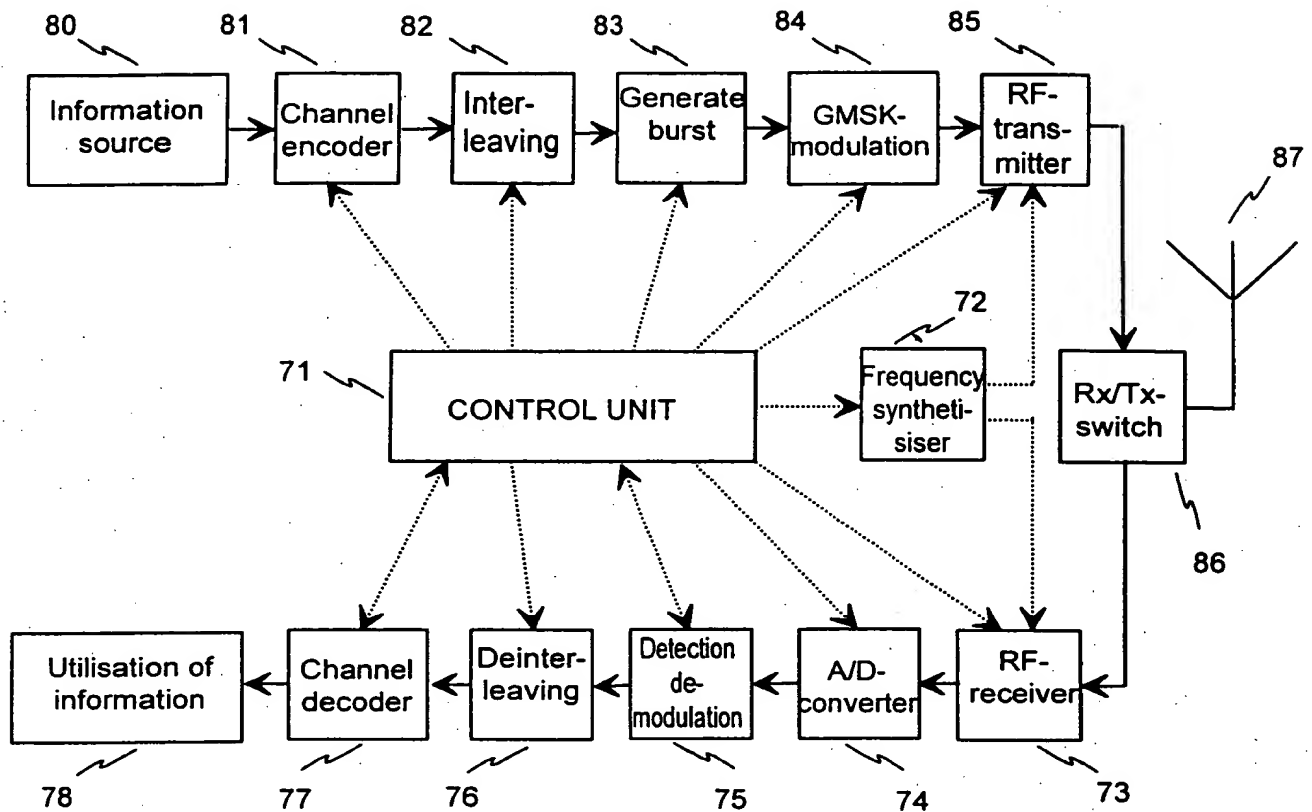 80
81
82
83
84
85
Information
source
Channel
encoder
Inter-
leaving
Generate
burst
GMSK-
modulation
RF-
trans-
mitter
87
72
71
CONTROL UNIT
Frequency
syntheti-
siser
Rx/Tx-
switch
86
Utilisation of
information
Channel
decoder
Deinter-
leaving
Detection
de-
modulation
A/D-
converter
RF-
receiver
78
77
76
75
74
73